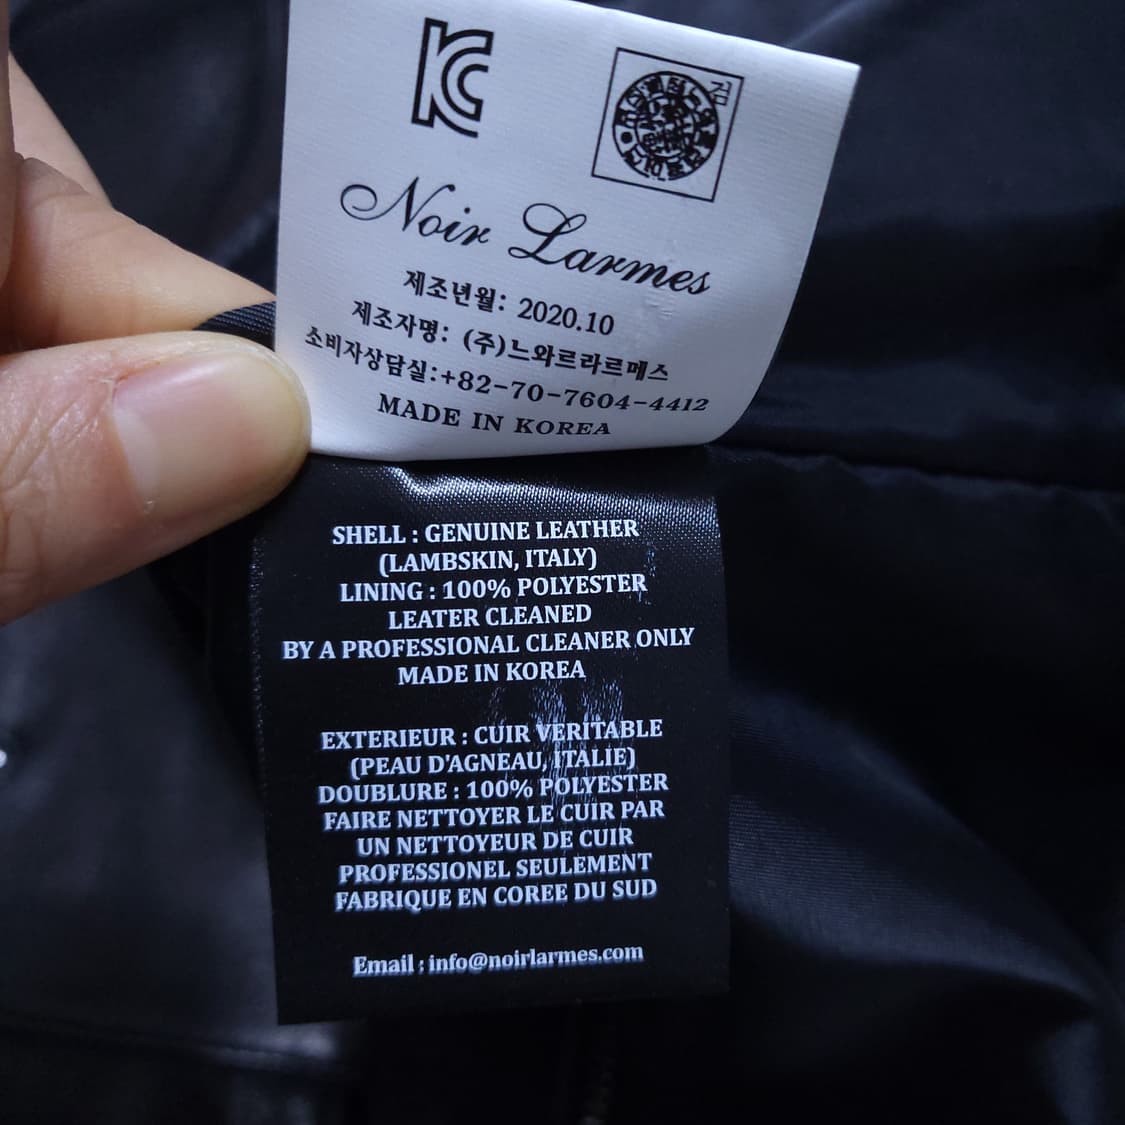 KC
검
Noir Larmes
제조년월: 2020.10
제조자명: (주)느와르라르메스
소비자상담실:+82-70-7604-4412
MADE IN KOREA
SHELL : GENUINE LEATHER
(LAMBSKIN, ITALY)
LINING : 100% POLYESTER
LEATER CLEANED
BY A PROFESSIONAL CLEANER ONLY
MADE IN KOREA
EXTERIEUR : CUIR VERITABLE
(PEAU D'AGNEAU, ITALIE)
DOUBLURE : 100% POLYESTER
FAIRE NETTOYER LE CUIR PAR
UN NETTOYEUR DE CUIR
PROFESSIONEL SEULEMENT
FABRIQUE EN COREE DU SUD
Email : info@noirlarmes.com